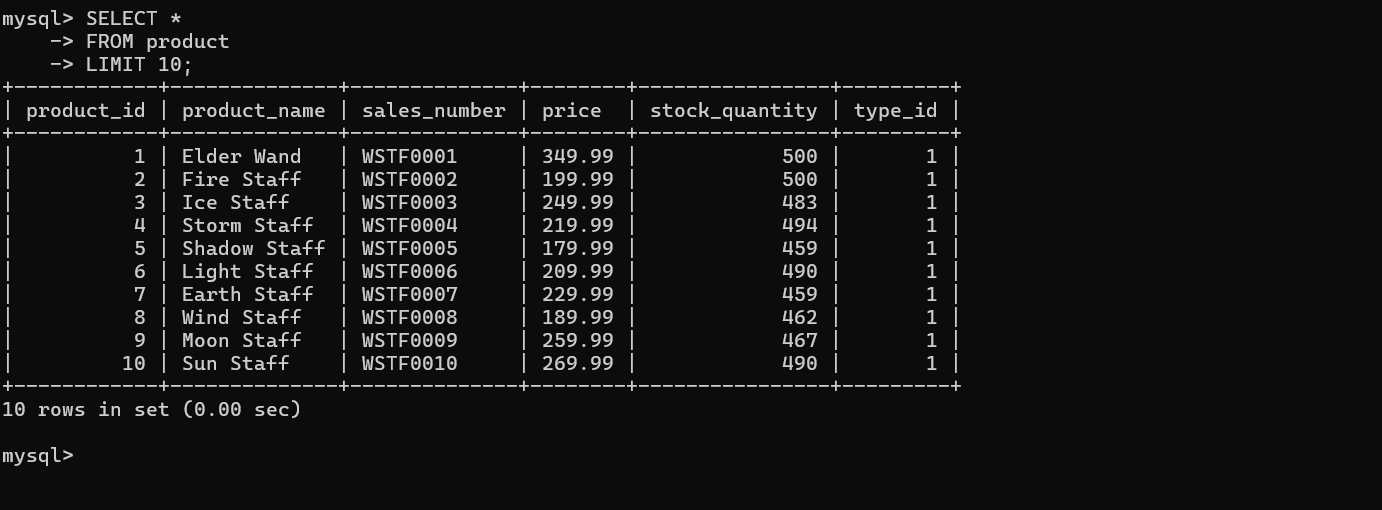 mysql> SELECT *
    -> FROM product
    -> LIMIT 10;
+------------+--------------+--------------+--------+----------------+---------+
| product_id | product_name | sales_number | price  | stock_quantity | type_id |
+------------+--------------+--------------+--------+----------------+---------+
|          1 | Elder Wand   | WSTF0001     | 349.99 |            500 |       1 |
|          2 | Fire Staff   | WSTF0002     | 199.99 |            500 |       1 |
|          3 | Ice Staff    | WSTF0003     | 249.99 |            483 |       1 |
|          4 | Storm Staff  | WSTF0004     | 219.99 |            494 |       1 |
|          5 | Shadow Staff | WSTF0005     | 179.99 |            459 |       1 |
|          6 | Light Staff  | WSTF0006     | 209.99 |            490 |       1 |
|          7 | Earth Staff  | WSTF0007     | 229.99 |            459 |       1 |
|          8 | Wind Staff   | WSTF0008     | 189.99 |            462 |       1 |
|          9 | Moon Staff   | WSTF0009     | 259.99 |            467 |       1 |
|         10 | Sun Staff    | WSTF0010     | 269.99 |            490 |       1 |
+------------+--------------+--------------+--------+----------------+---------+
10 rows in set (0.00 sec)

mysql>